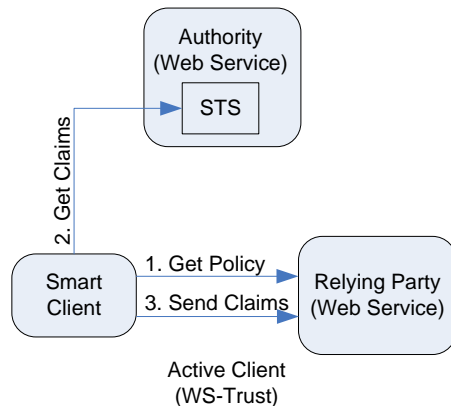 Authority
(Web Service)
STS
2. Get Claims
1. Get Policy
Smart
Client
3. Send Claims
Relying Party
(Web Service)
Active Client
(WS-Trust)